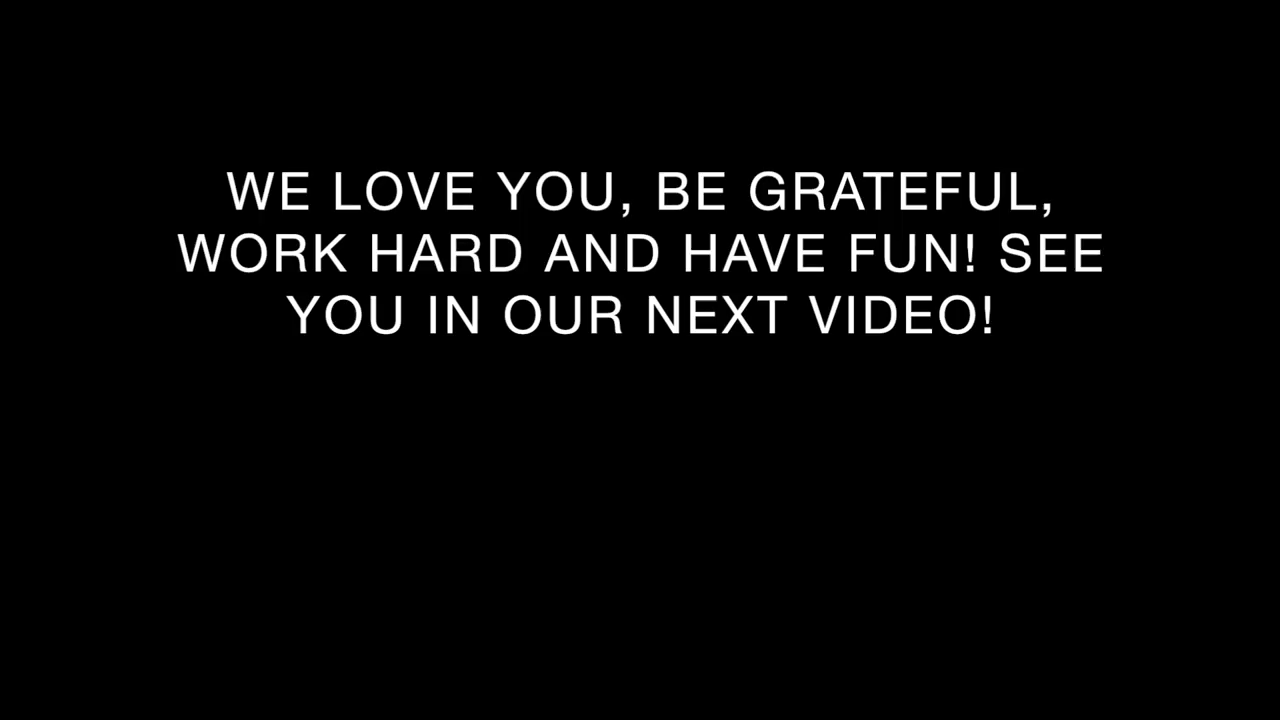 WE LOVE YOU, BE GRATEFUL,
WORK HARD AND HAVE FUN! SEE
YOU IN OUR NEXT VIDEO!